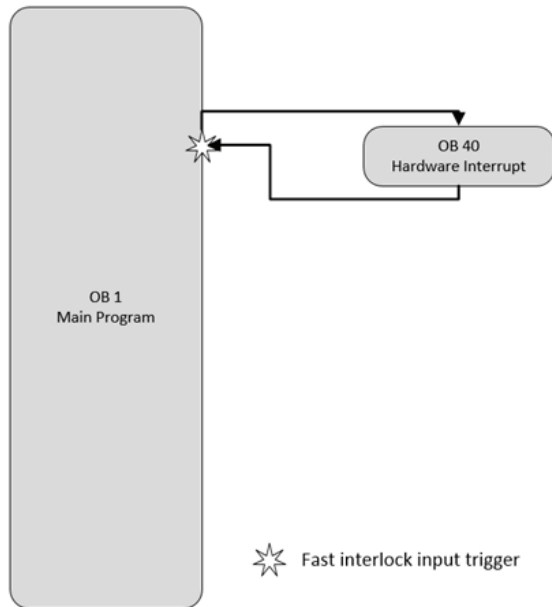 OB 40
Hardware Interrupt
OB 1
Main Program
Fast interlock input trigger